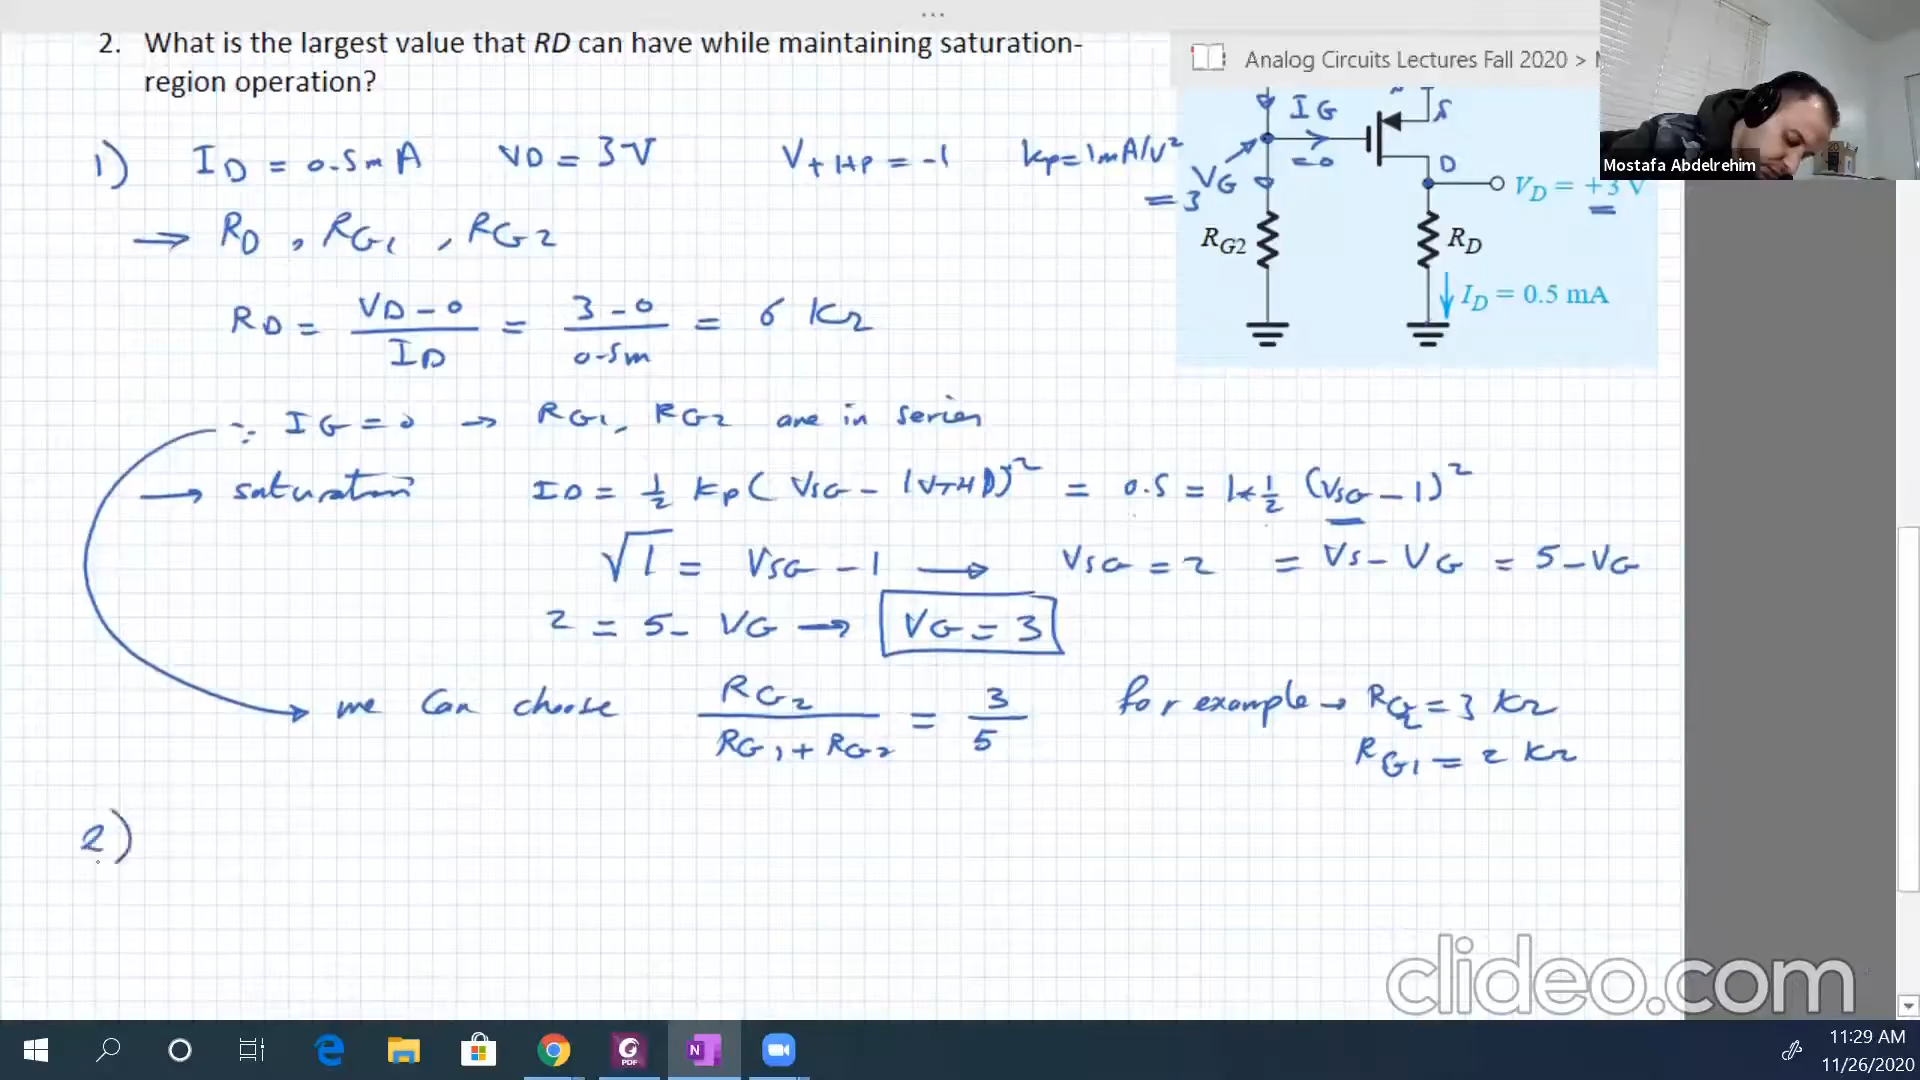 2. What is the largest value that RD can have while maintaining saturation-
region operation?
Analog Circuits Lectures Fall 2020 >
Mostafa Abdelrehim
1) ID = 0.5mA VD = 3V VTHP = -1 kp=1mA/V²
→ RD, RG1, RG2
IG
=0
S
D
VG
= 3
VD = +3 V
RG2
RD
ID = 0.5 mA
RD = (VD - 0)/ID = (3 - 0)/0.5m = 6 KΩ
∵ IG = 0 → RG1, RG2 are in series
→ saturation ID = 1/2 kp (VSG - |VTHP|)² = 0.5 = 1*1/2 (VSG - 1)²
√1 = VSG - 1 → VSG = 2 = VS - VG = 5 - VG
2 = 5 - VG → VG = 3
we can choose RG2/(RG1 + RG2) = 3/5 for example → RG2 = 3 KΩ
RG1 = 2 KΩ
2)
clideo.com
PDF
N
11:29 AM
11/26/2020